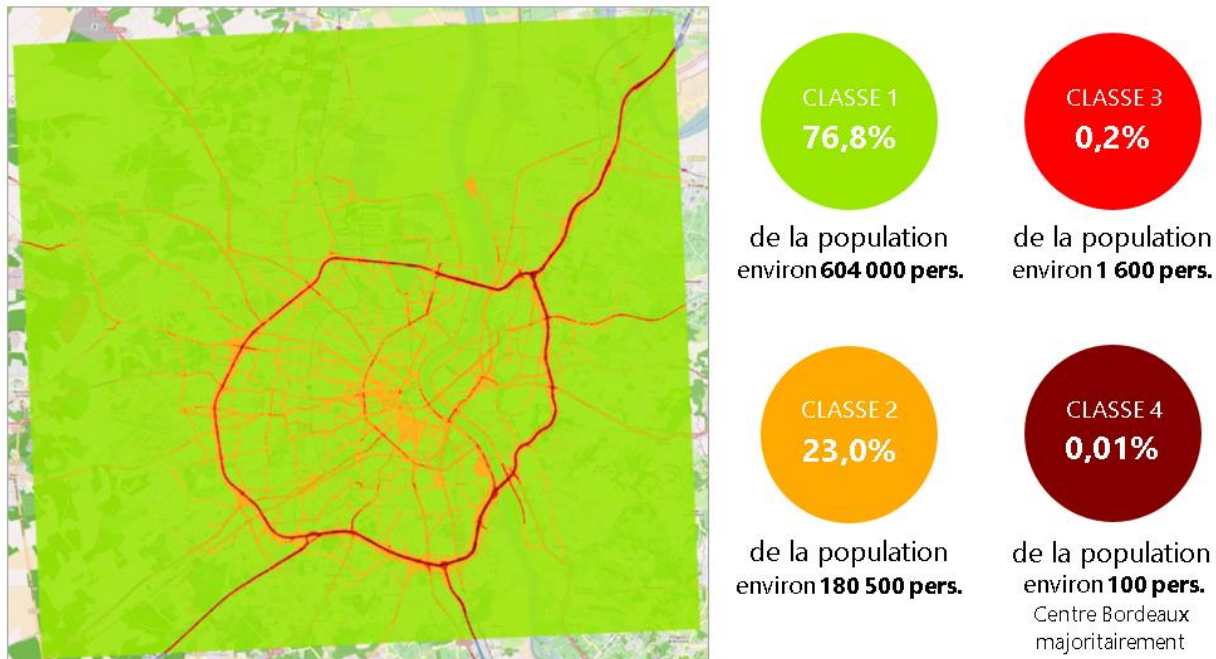 CLASSE 1
76,8%
de la population
environ 604 000 pers.
CLASSE 3
0,2%
de la population
environ 1 600 pers.
CLASSE 2
23,0%
de la population
environ 180 500 pers.
CLASSE 4
0,01%
de la population
environ 100 pers.
Centre Bordeaux
majoritairement